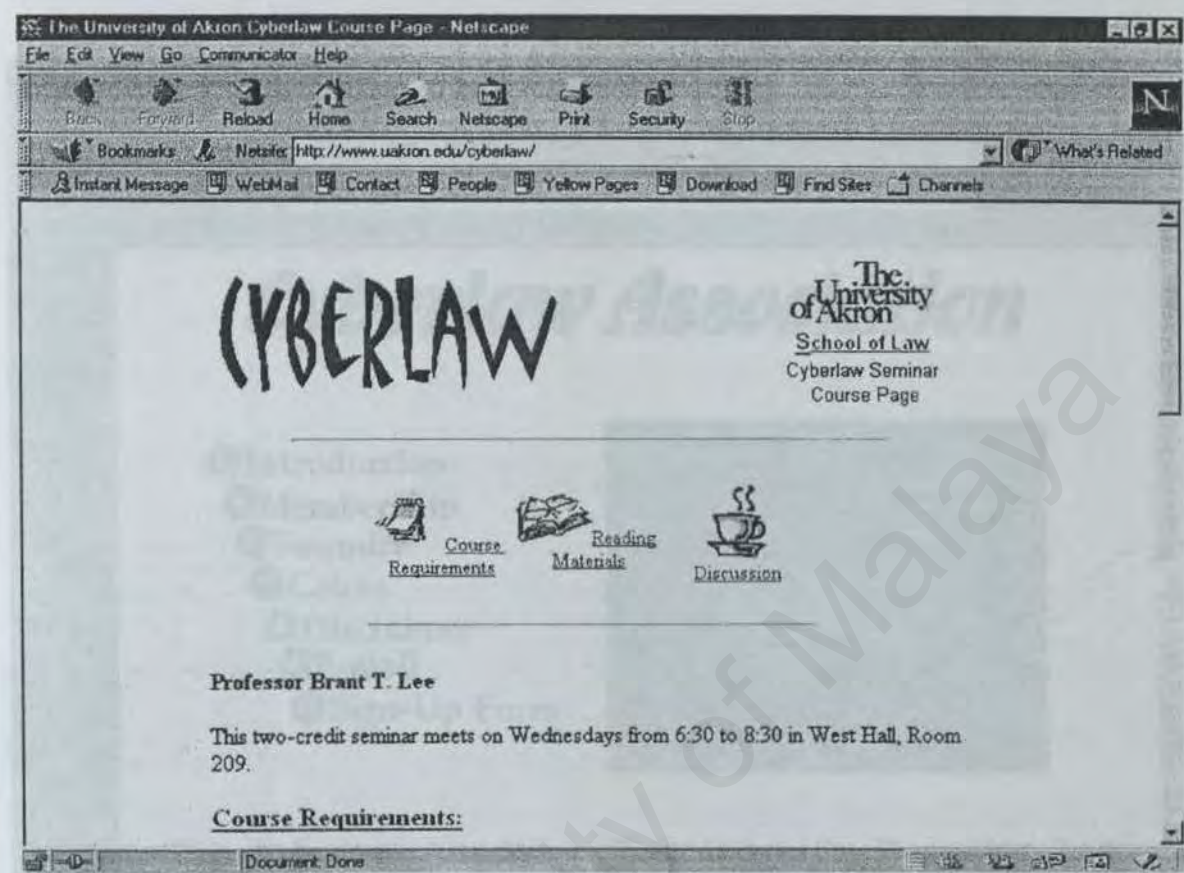 The University of Akron Cyberlaw Course Page - Netscape
File Edit View Go Communicator Help
Back Forward Reload Home Search Netscape Print Security Stop
Bookmarks Netsite http://www.uakron.edu/cyberlaw/ What's Related
Instant Message WebMail Contact People Yellow Pages Download Find Sites Channels
CYBERLAW
The
University
of Akron
School of Law
Cyberlaw Seminar
Course Page
Course
Requirements
Reading
Materials
Discussion
Professor Brant T. Lee
This two-credit seminar meets on Wednesdays from 6:30 to 8:30 in West Hall, Room
209.
Course Requirements:
Document: Done
University of Malaya